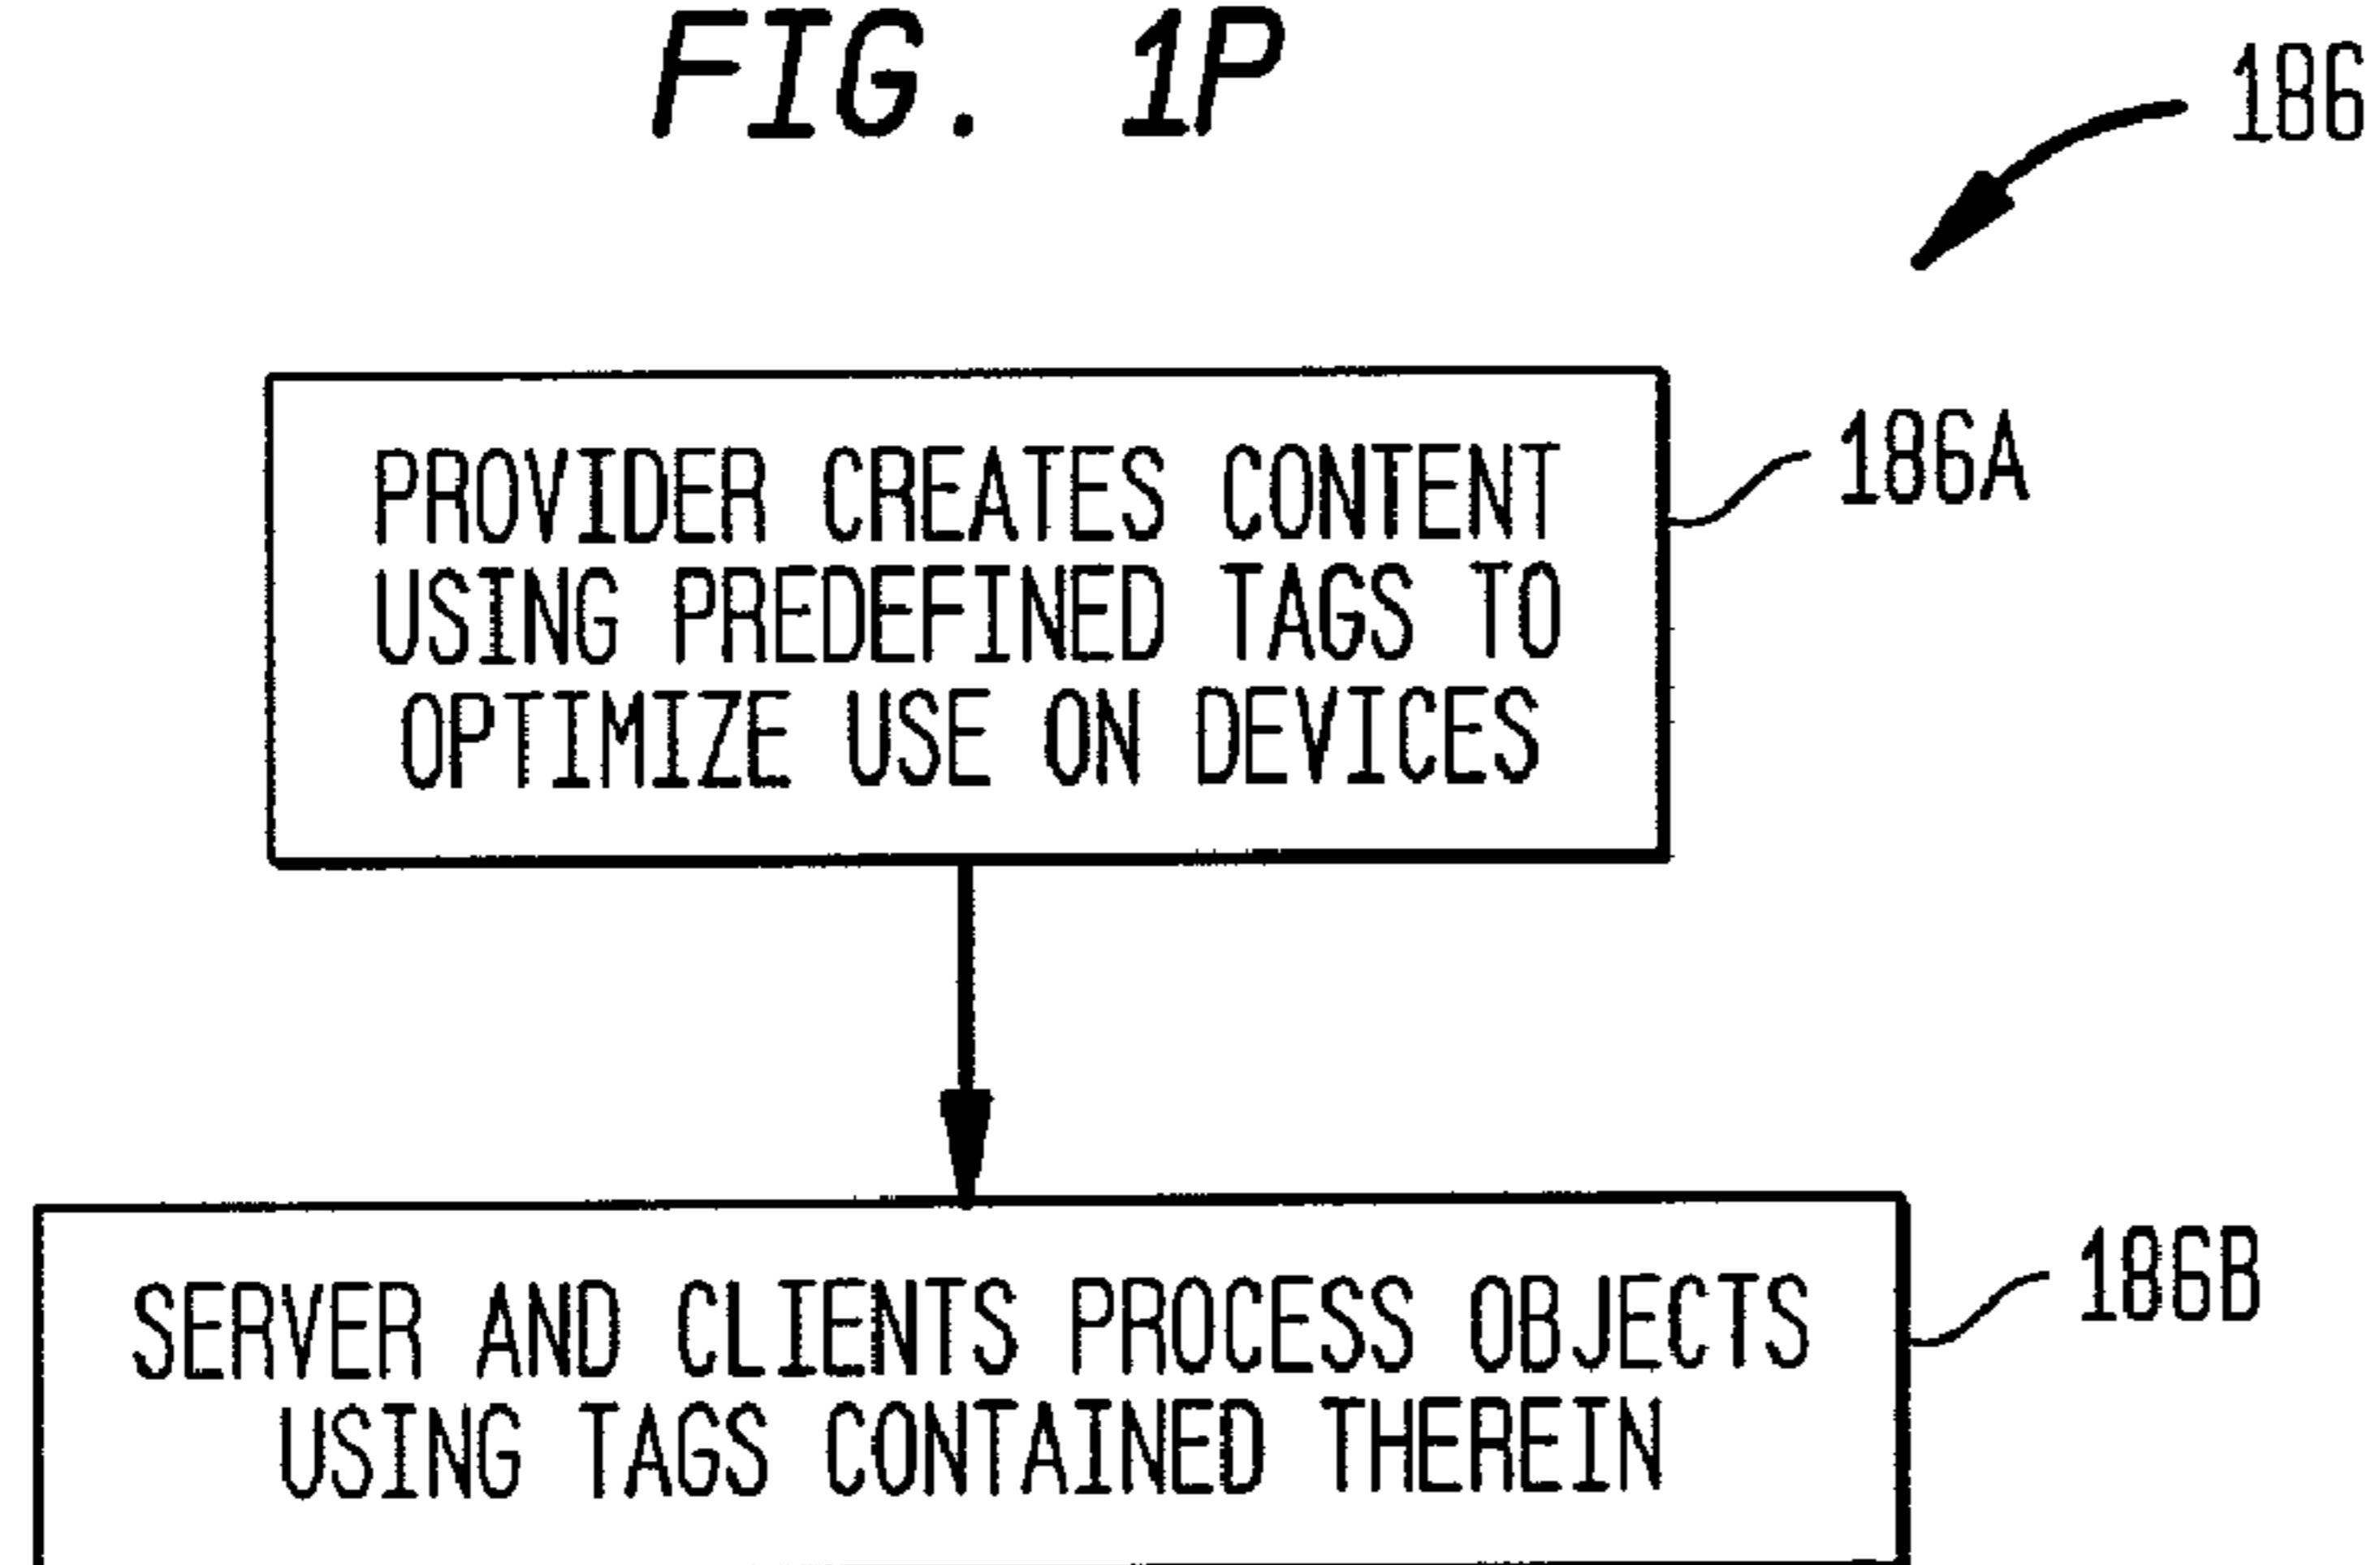 FIG. 1P
186
PROVIDER CREATES CONTENT
USING PREDEFINED TAGS TO
OPTIMIZE USE ON DEVICES
186A
SERVER AND CLIENTS PROCESS OBJECTS
USING TAGS CONTAINED THEREIN
186B